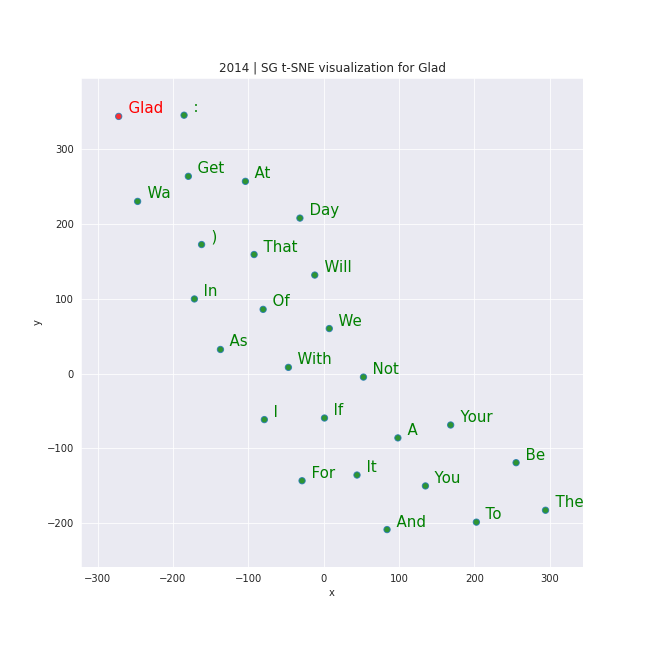 2014 | SG t-SNE visualization for Glad
Glad
:
Get
At
Wa
Day
)
That
Will
In
Of
We
As
With
Not
I
If
A
Your
For
It
You
Be
And
To
The
300
200
100
0
−100
−200
y
−300
−200
−100
0
100
200
300
x